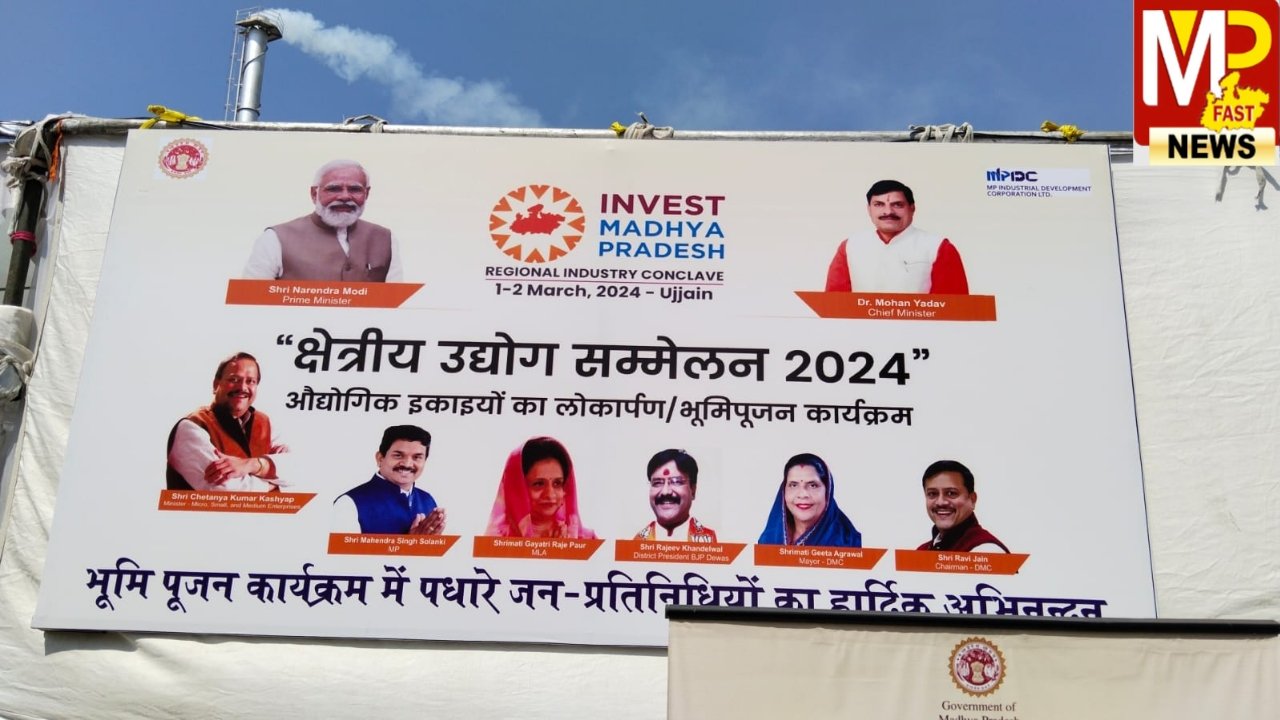 MP
FAST
NEWS
MPIDC
MP INDUSTRIAL DEVELOPMENT
CORPORATION LTD.
INVEST
MADHYA
PRADESH
REGIONAL INDUSTRY CONCLAVE
1-2 March, 2024 - Ujjain
Shri Narendra Modi
Prime Minister
Dr. Mohan Yadav
Chief Minister
“क्षेत्रीय उद्योग सम्मेलन 2024”
औद्योगिक इकाइयों का लोकार्पण/भूमिपूजन कार्यक्रम
Shri Chetanya Kumar Kashyap
Minister - Micro, Small, and Medium Enterprises
Shri Mahendra Singh Solanki
MP
Shrimati Gayatri Raje Puar
MLA
Shri Rajeev Khandelwal
District President BJP Dewas
Shrimati Geeta Agrawal
Mayor - DMC
Shri Ravi Jain
Chairman - DMC
भूमि पूजन कार्यक्रम में पधारे जन-प्रतिनिधियों का हार्दिक अभिनन्दन
Government of
Madhya Pradesh